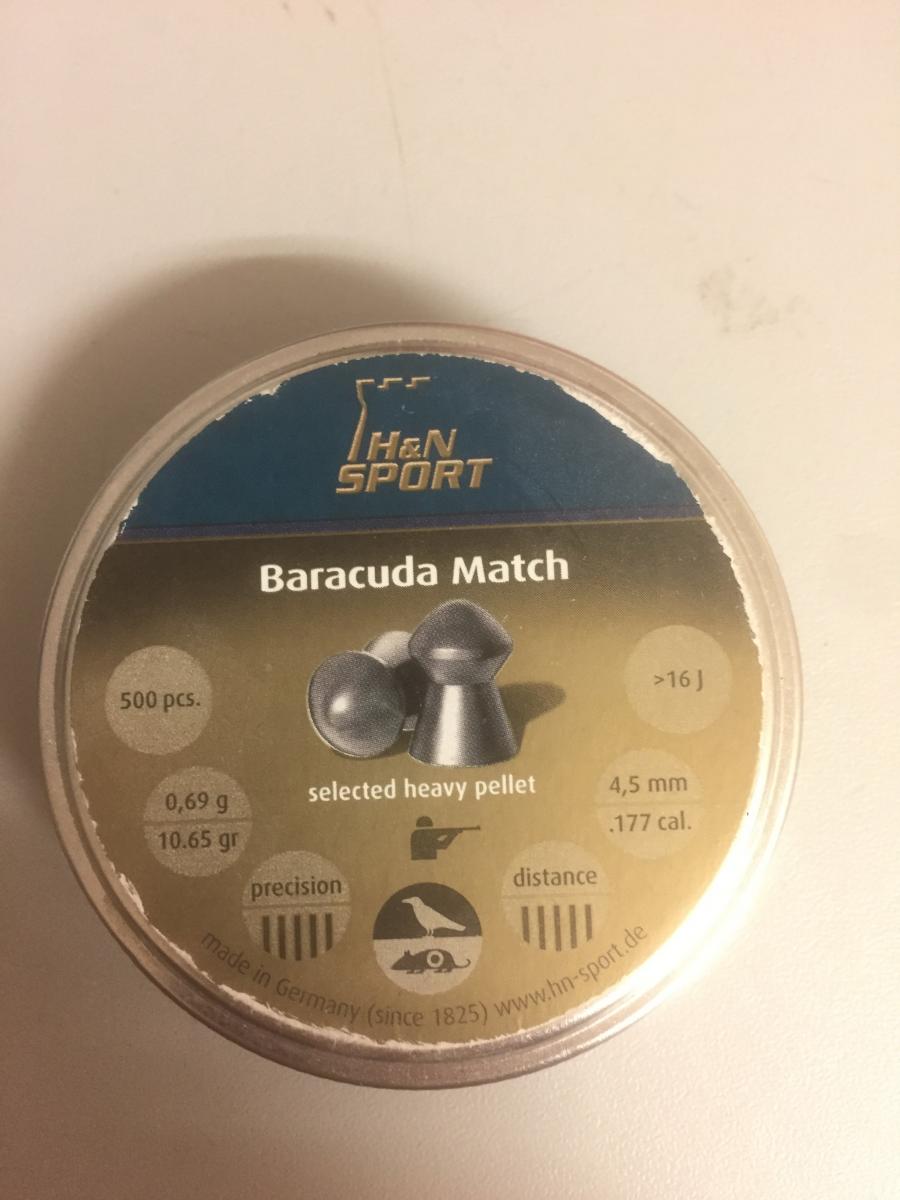 H&N
SPORT
Baracuda Match
500 pcs.
>16 J
selected heavy pellet
0,69 g
10.65 gr
4,5 mm
.177 cal.
precision
distance
made in Germany (since 1825) www.hn-sport.de